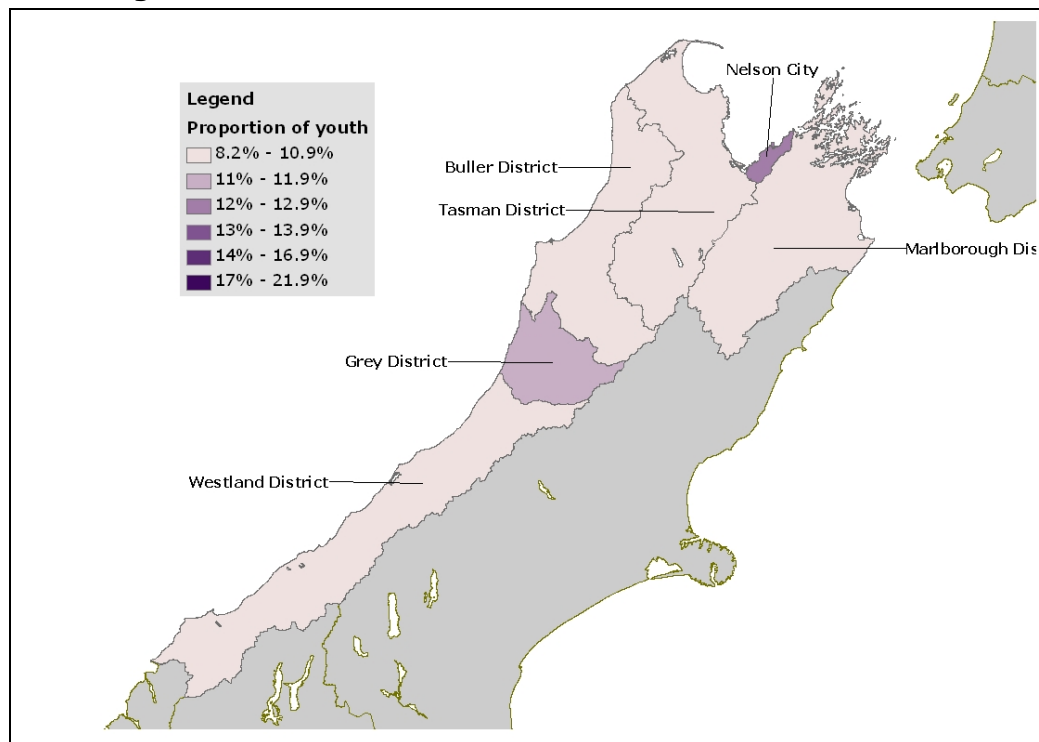 Legend
Proportion of youth
8.2% - 10.9%
11% - 11.9%
12% - 12.9%
13% - 13.9%
14% - 16.9%
17% - 21.9%
Nelson City
Buller District
Tasman District
Marlborough Dis
Grey District
Westland District